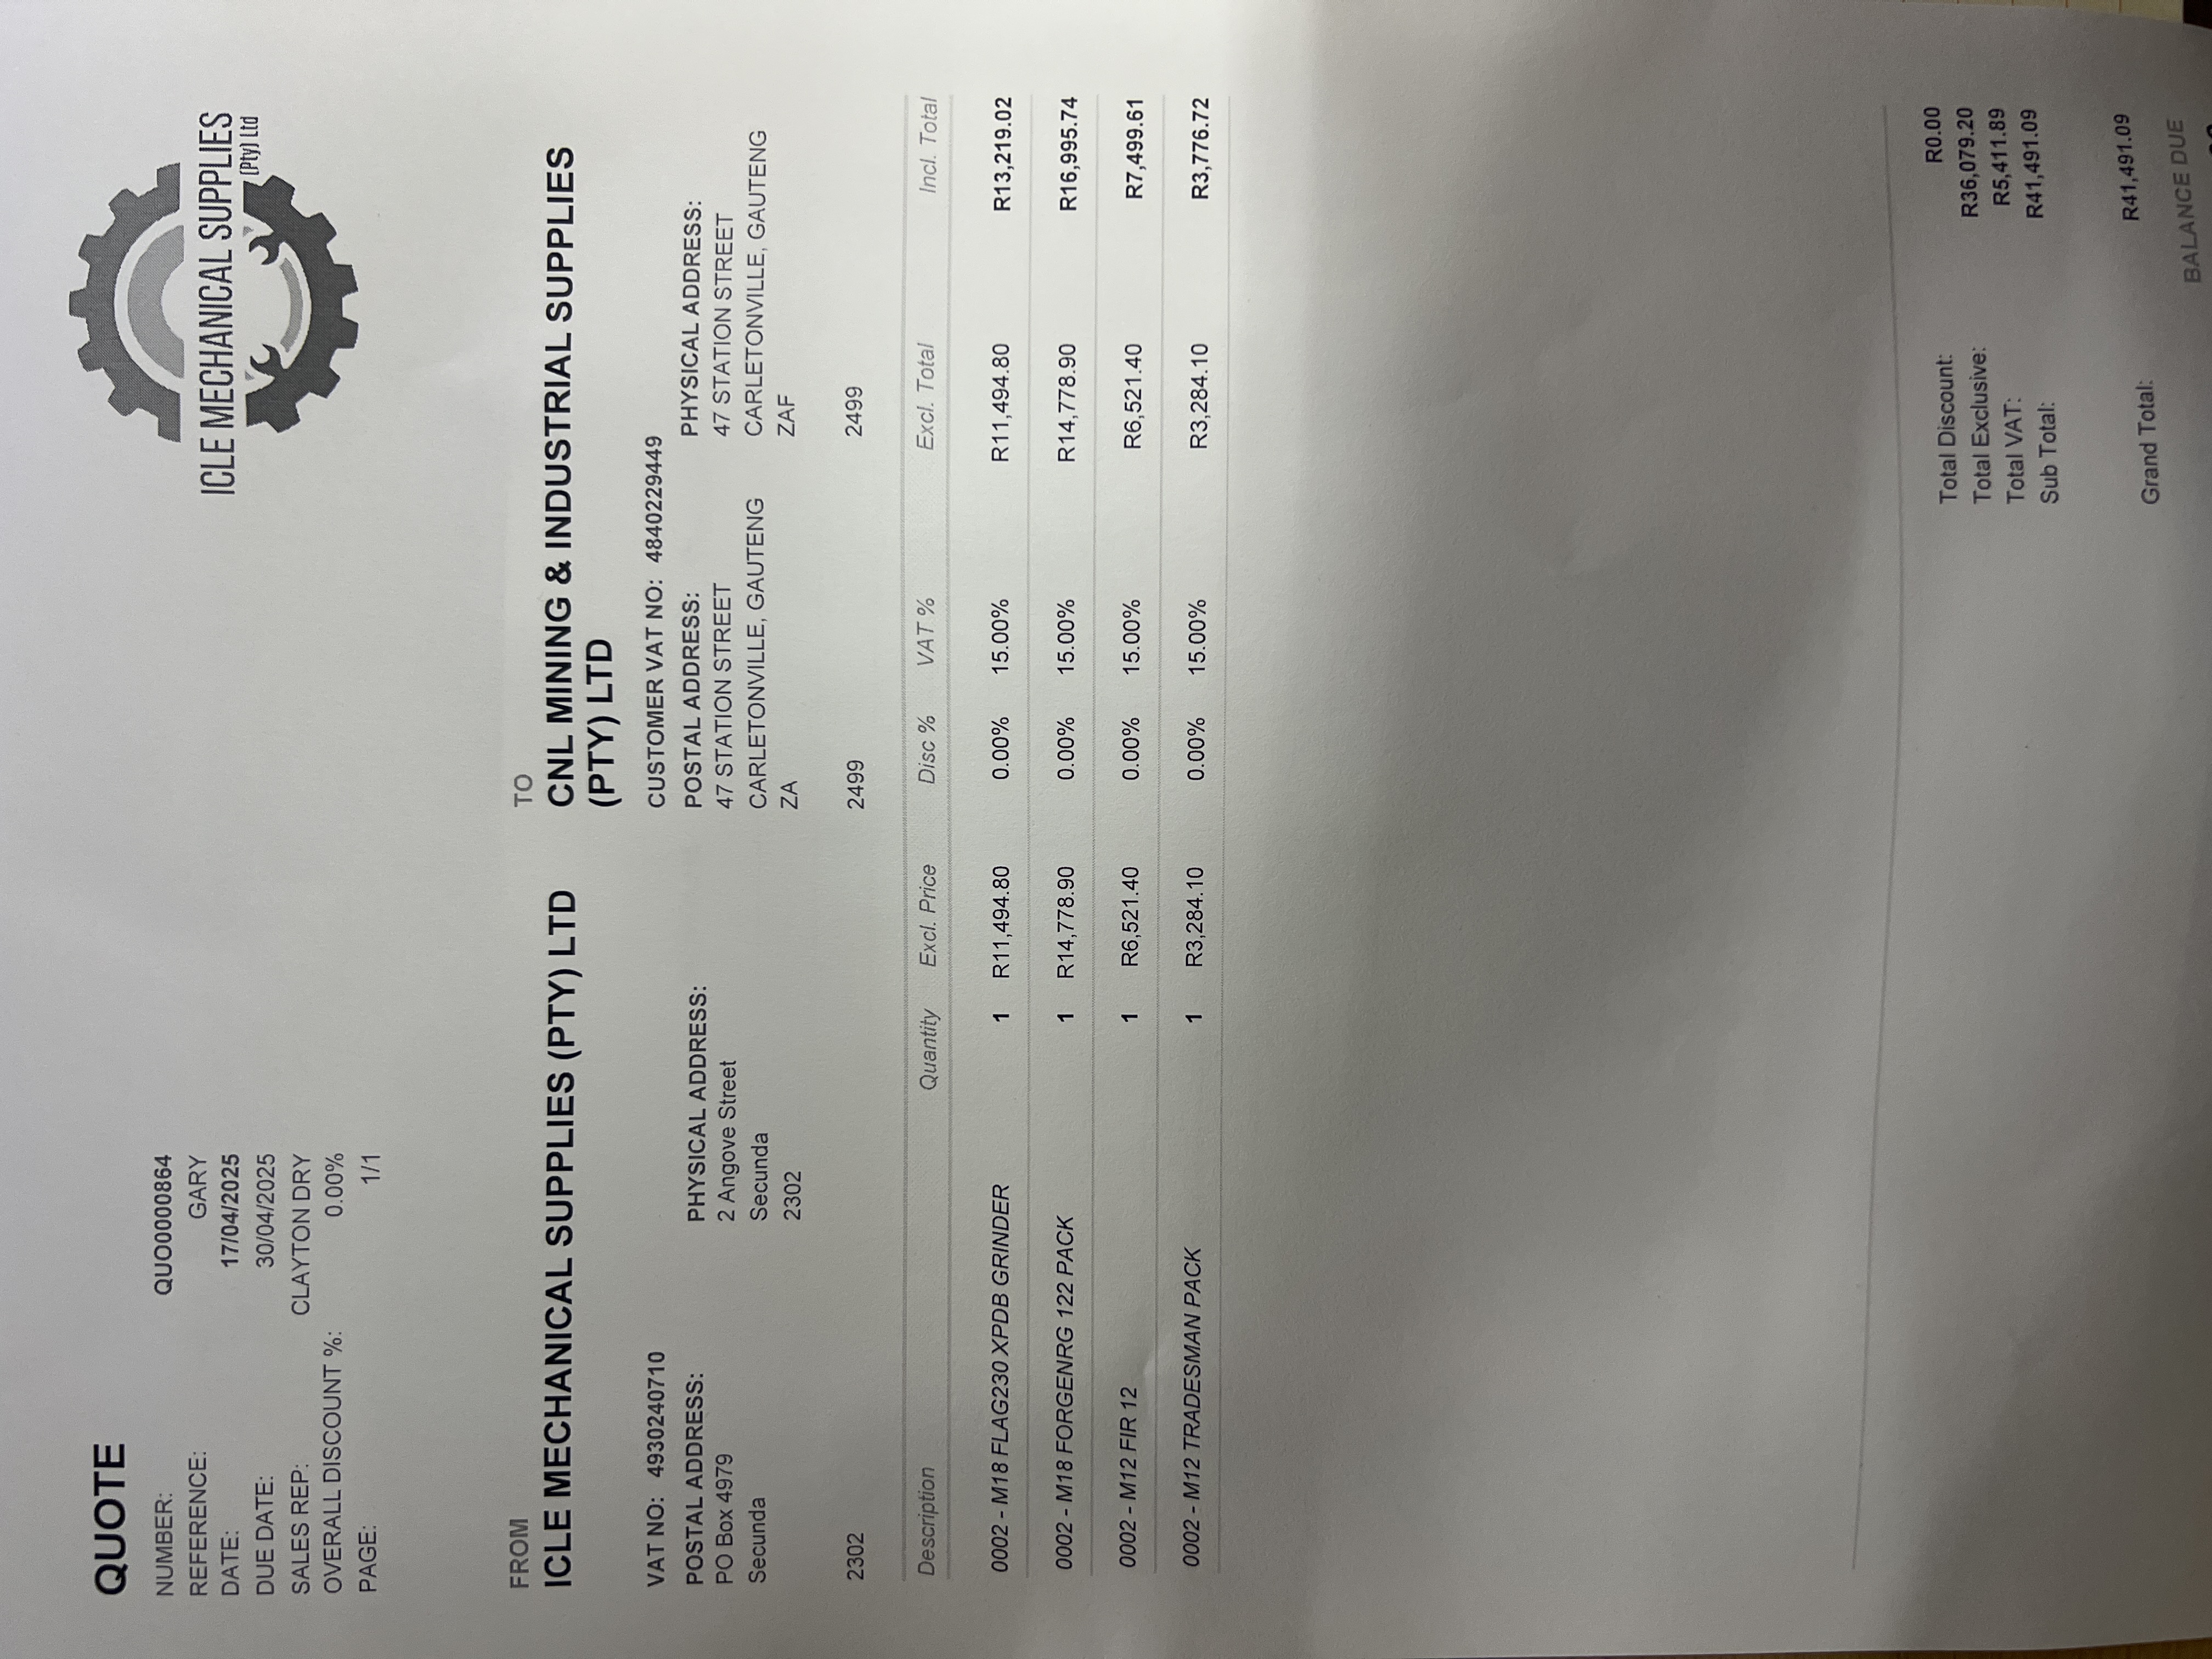 QUOTE
NUMBER: QUO0000864
REFERENCE: GARY
DATE: 17/04/2025
DUE DATE: 30/04/2025
SALES REP: CLAYTON DRY
OVERALL DISCOUNT %: 0.00%
PAGE: 1/1
ICLE MECHANICAL SUPPLIES
(Pty) Ltd
FROM
ICLE MECHANICAL SUPPLIES (PTY) LTD
VAT NO: 4930240710
POSTAL ADDRESS:
PO Box 4979
Secunda
2302
PHYSICAL ADDRESS:
2 Angove Street
Secunda
2302
TO
CNL MINING & INDUSTRIAL SUPPLIES
(PTY) LTD
CUSTOMER VAT NO: 4840229449
POSTAL ADDRESS:
47 STATION STREET
CARLETONVILLE, GAUTENG
ZA
2499
PHYSICAL ADDRESS:
47 STATION STREET
CARLETONVILLE, GAUTENG
ZAF
2499
Description Quantity Excl. Price Disc % VAT % Excl. Total Incl. Total
0002 - M18 FLAG230 XPDB GRINDER 1 R11,494.80 0.00% 15.00% R11,494.80 R13,219.02
0002 - M18 FORGENRG 122 PACK 1 R14,778.90 0.00% 15.00% R14,778.90 R16,995.74
0002 - M12 FIR 12 1 R6,521.40 0.00% 15.00% R6,521.40 R7,499.61
0002 - M12 TRADESMAN PACK 1 R3,284.10 0.00% 15.00% R3,284.10 R3,776.72
Total Discount: R0.00
Total Exclusive: R36,079.20
Total VAT: R5,411.89
Sub Total: R41,491.09
Grand Total: R41,491.09
BALANCE DUE